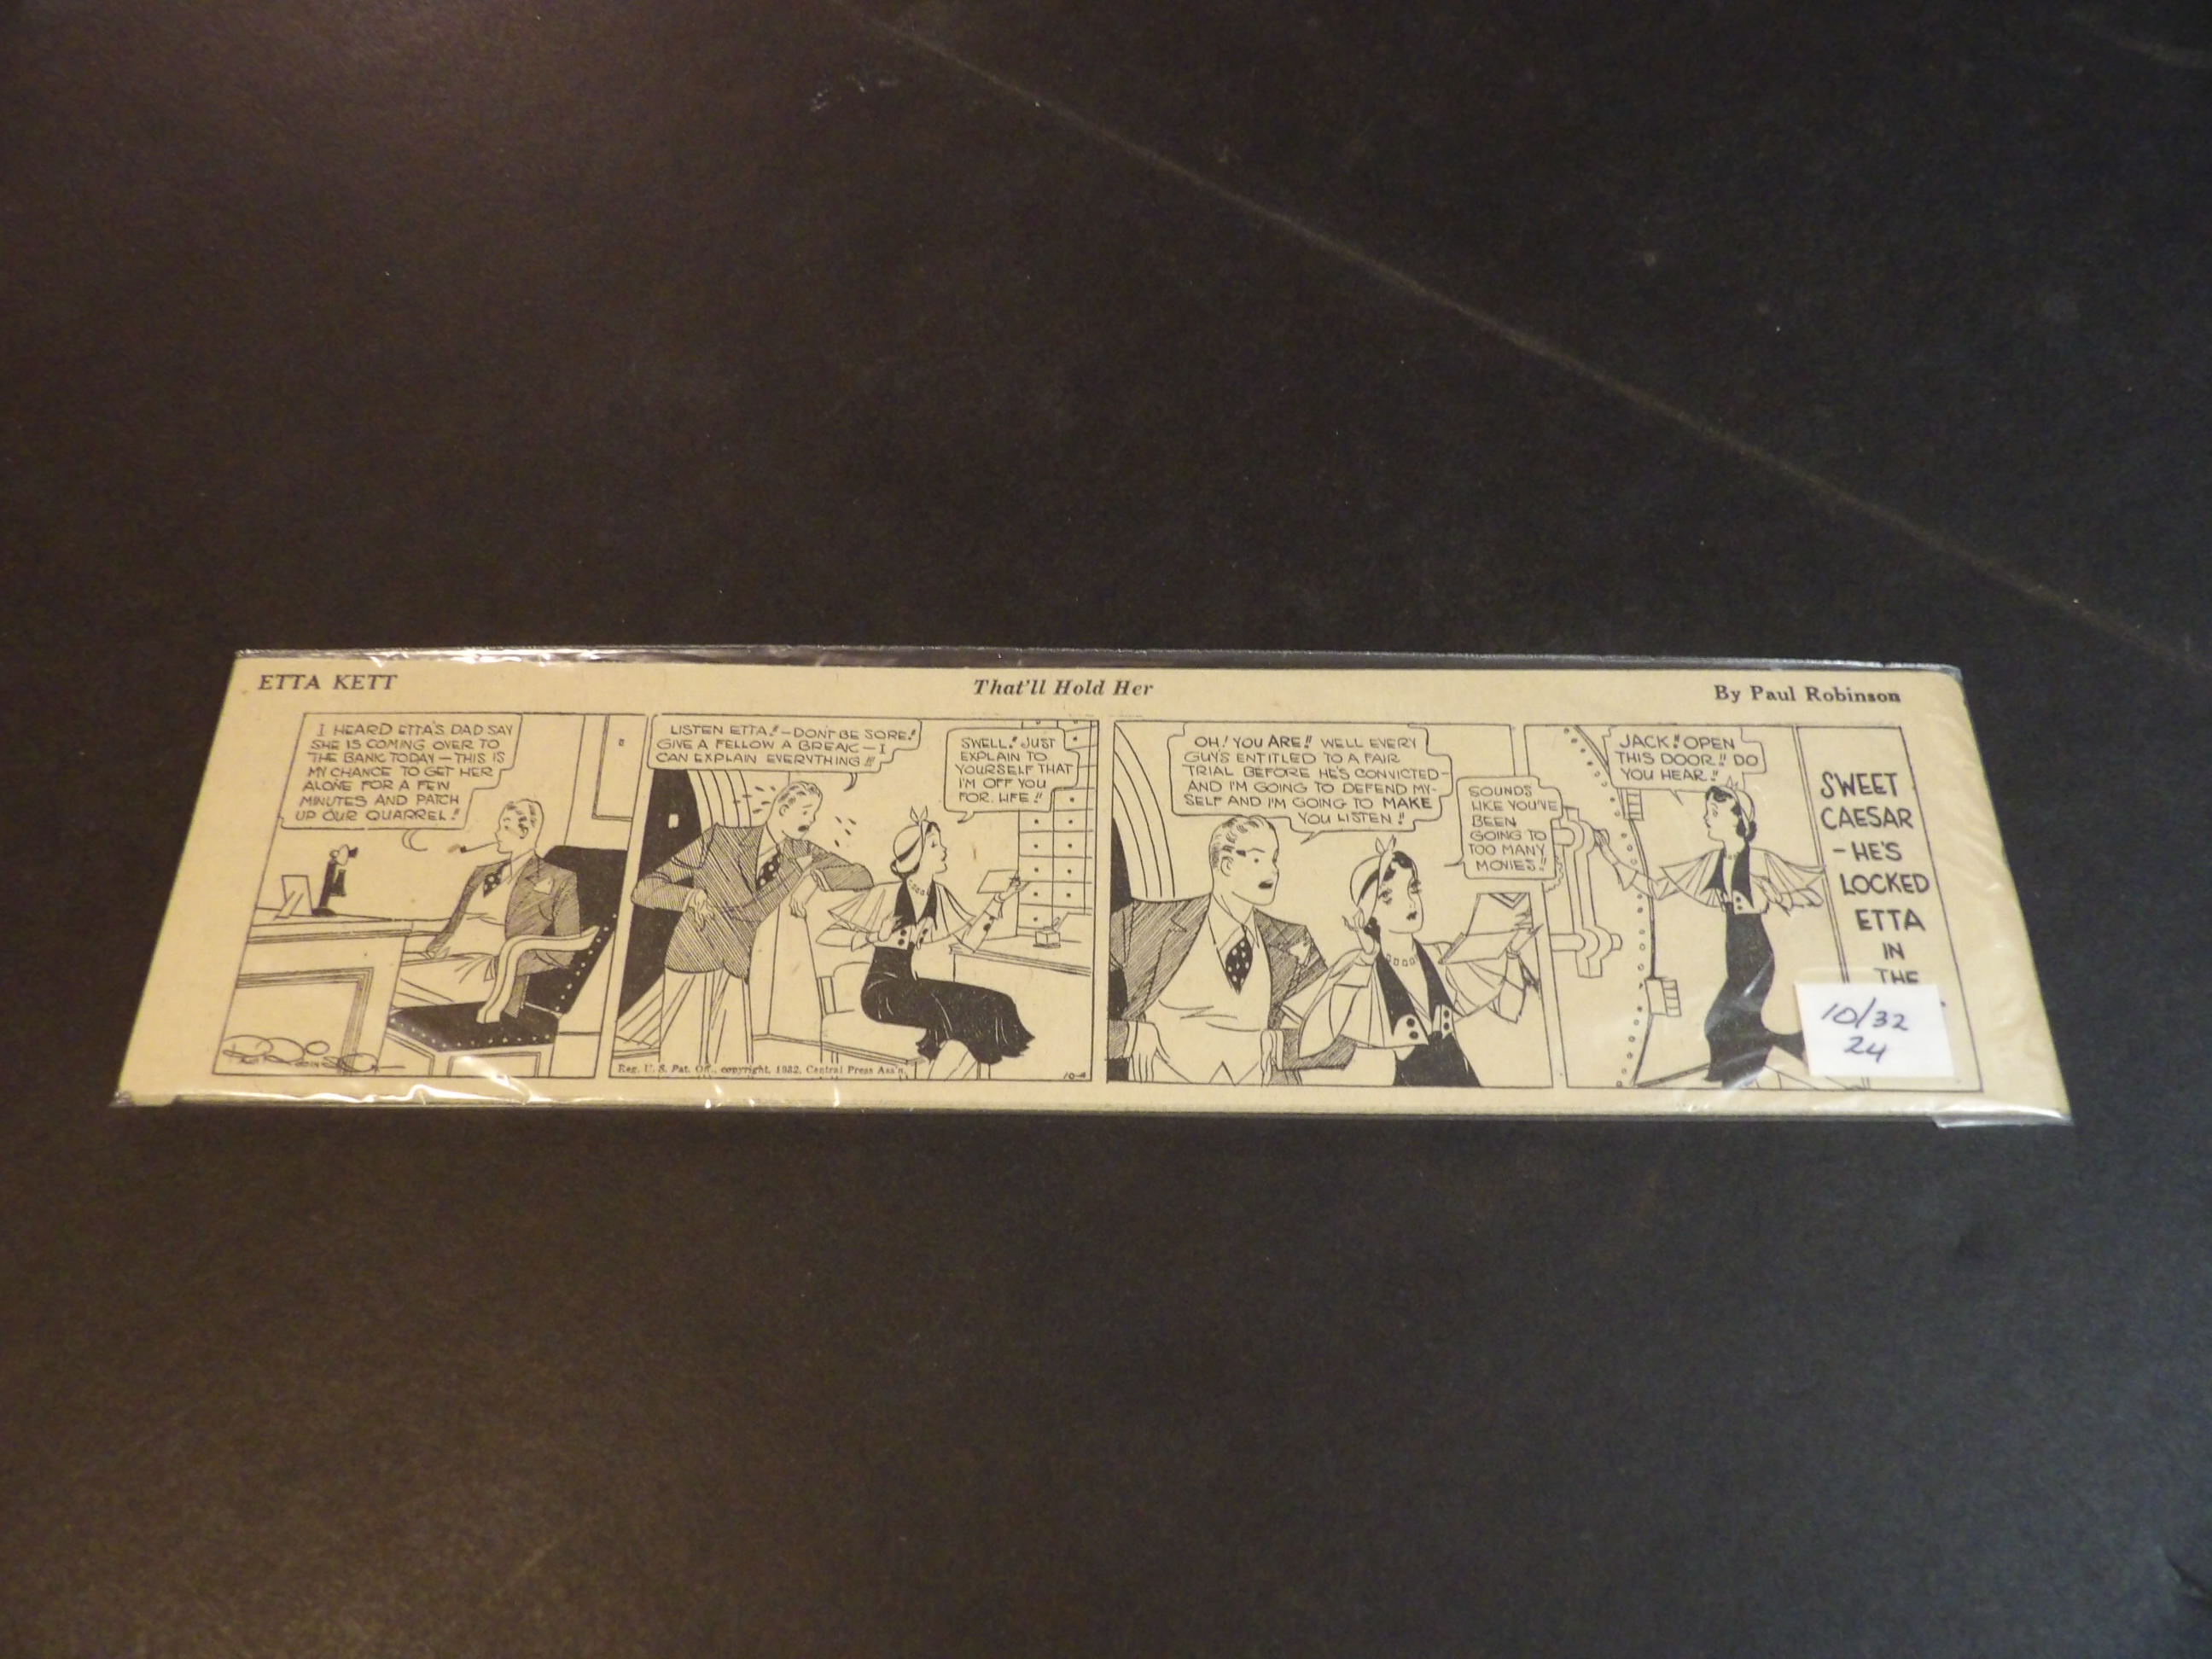 ETTA KETT
That'll Hold Her
By Paul Robinson
I HEARD ETTA'S DAD SAY
SHE IS COMING OVER TO
THE BANK TODAY — THIS IS
MY CHANCE TO GET HER
ALONE FOR A FEW
MINUTES AND PATCH
UP OUR QUARREL!
LISTEN ETTA! — DON'T BE SORE!
GIVE A FELLOW A BREAK — I
CAN EXPLAIN EVERYTHING!!
SWELL! JUST
EXPLAIN TO
YOURSELF THAT
I'M OFF YOU
FOR LIFE!!
Reg. U. S. Pat. Off., copyright, 1932, Central Press Ass'n.
10-4
OH! YOU ARE!! WELL EVERY
GUY'S ENTITLED TO A FAIR
TRIAL BEFORE HE'S CONVICTED-
AND I'M GOING TO DEFEND MY-
SELF AND I'M GOING TO MAKE
YOU LISTEN!!
SOUNDS
LIKE YOU'VE
BEEN
GOING TO
TOO MANY
MOVIES!!
JACK! OPEN
THIS DOOR!! DO
YOU HEAR!!
SWEET
CAESAR
- HE'S
LOCKED
ETTA
IN
THE
10/32
24